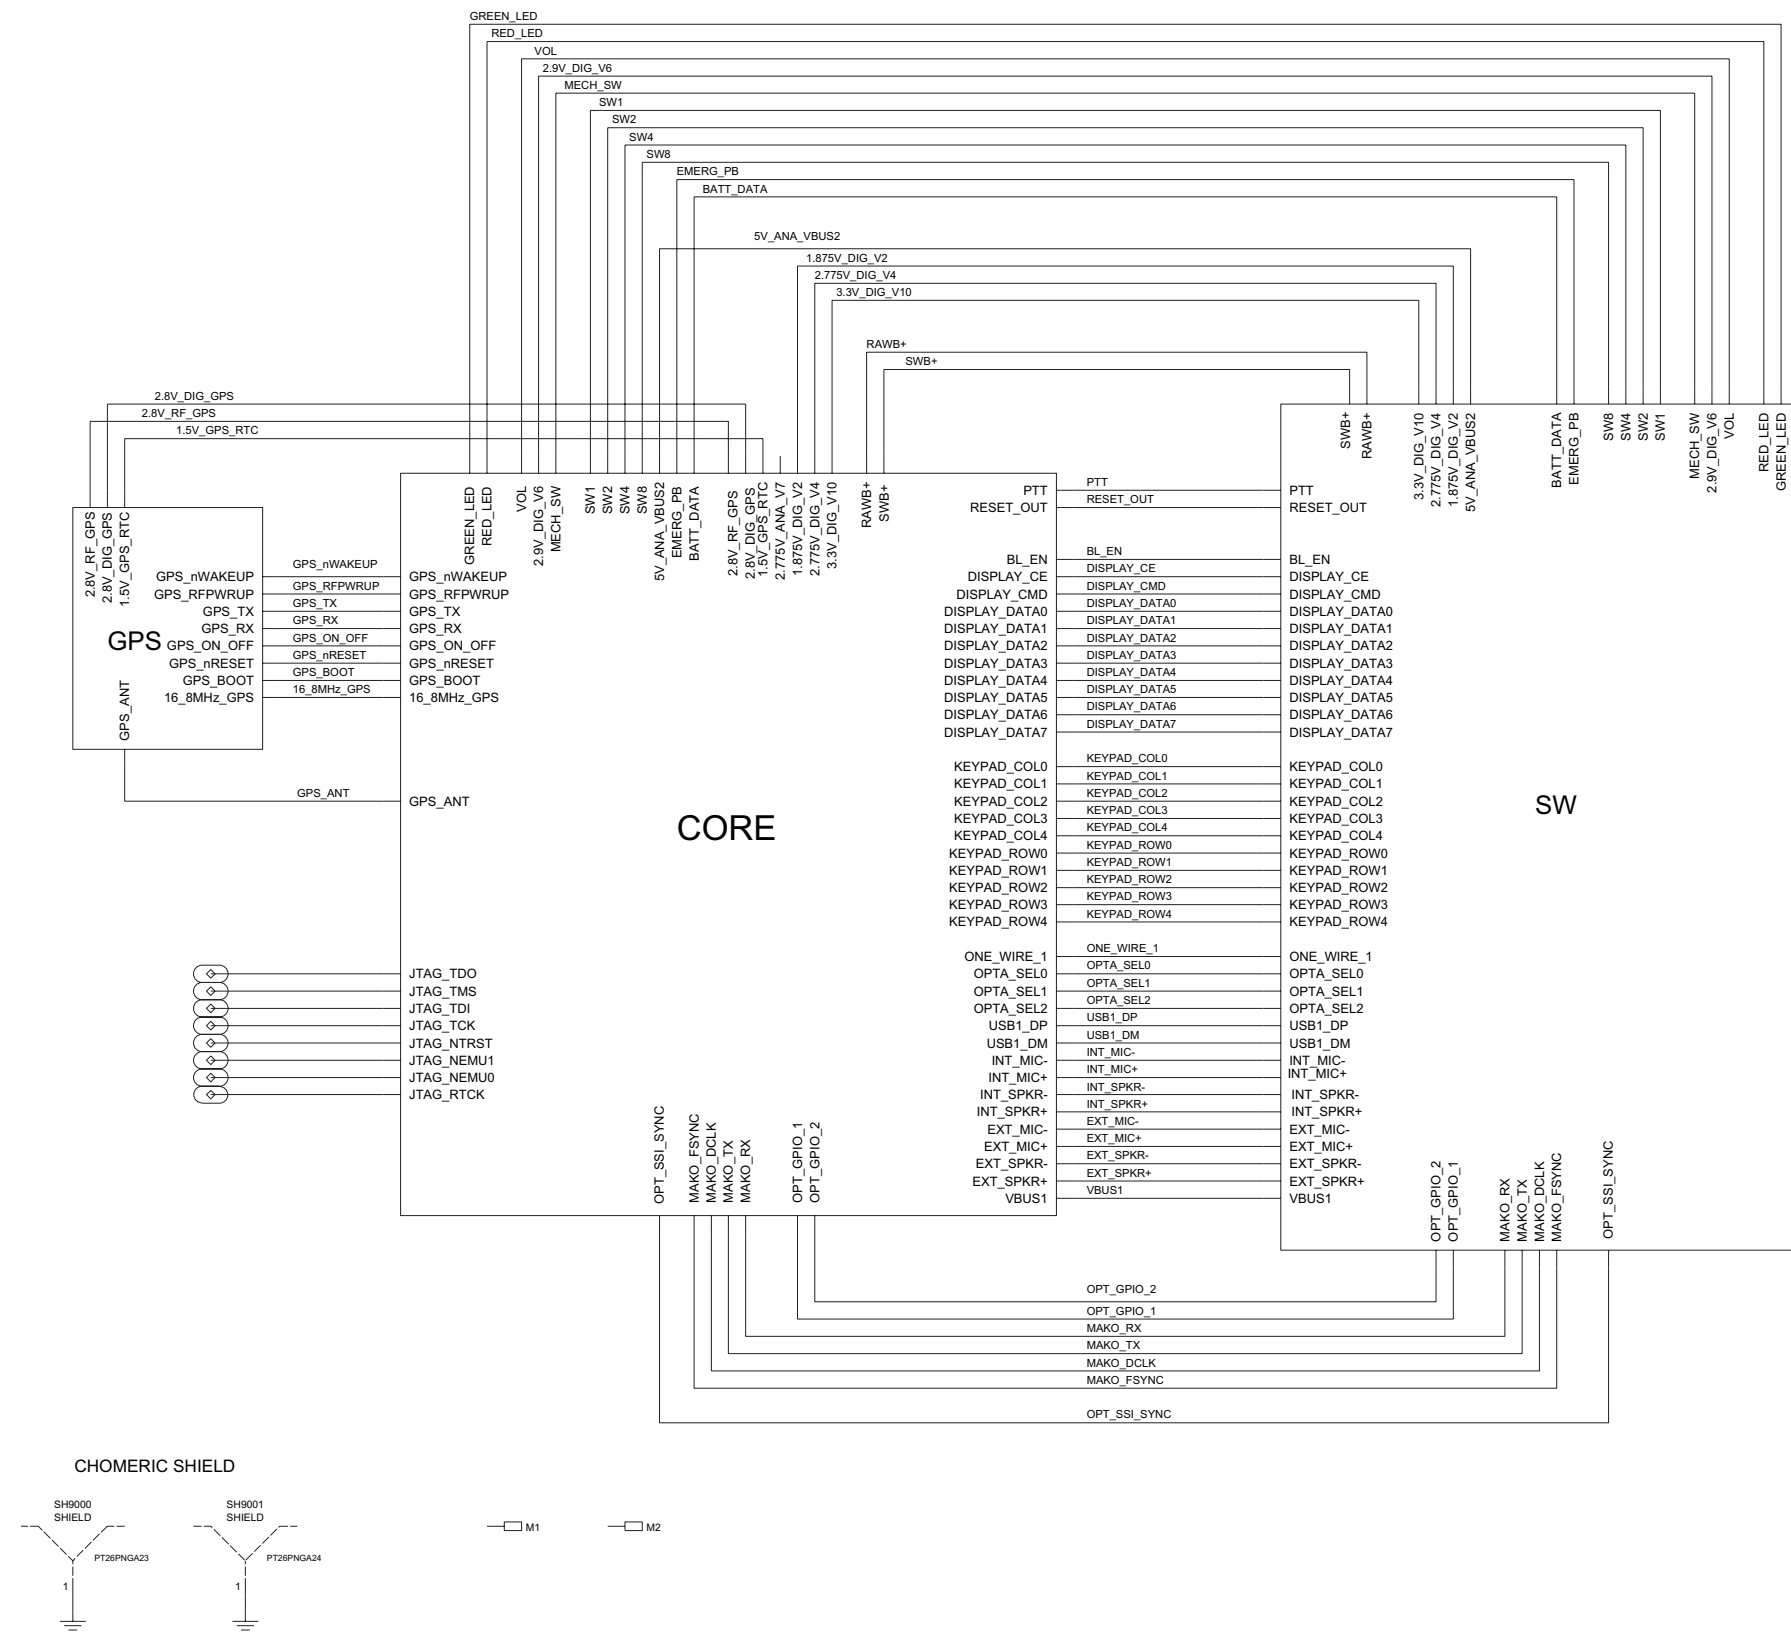 GREEN_LED
RED_LED
VOL
2.9V_DIG_V6
MECH_SW
SW1
SW2
SW4
SW8
EMERG_PB
BATT_DATA
5V_ANA_VBUS2
1.875V_DIG_V2
2.775V_DIG_V4
3.3V_DIG_V10
RAWB+
SWB+
2.8V_DIG_GPS
2.8V_RF_GPS
1.5V_GPS_RTC
2.8V_RF_GPS
2.8V_DIG_GPS
1.5V_GPS_RTC
GPS_nWAKEUP
GPS_RFPWRUP
GPS_TX
GPS_RX
GPS_ON_OFF
GPS_nRESET
GPS_BOOT
16_8MHz_GPS
GPS
GPS_ANT
GPS_nWAKEUP
GPS_RFPWRUP
GPS_TX
GPS_RX
GPS_ON_OFF
GPS_nRESET
GPS_BOOT
16_8MHz_GPS
GPS_ANT
GREEN_LED
RED_LED
VOL
2.9V_DIG_V6
MECH_SW
SW1
SW2
SW4
SW8
5V_ANA_VBUS2
EMERG_PB
BATT_DATA
2.8V_RF_GPS
2.8V_DIG_GPS
1.5V_GPS_RTC
2.775V_ANA_V7
1.875V_DIG_V2
2.775V_DIG_V4
3.3V_DIG_V10
RAWB+
SWB+
GPS_nWAKEUP
GPS_RFPWRUP
GPS_TX
GPS_RX
GPS_ON_OFF
GPS_nRESET
GPS_BOOT
16_8MHz_GPS
GPS_ANT
CORE
JTAG_TDO
JTAG_TMS
JTAG_TDI
JTAG_TCK
JTAG_NTRST
JTAG_NEMU1
JTAG_NEMU0
JTAG_RTCK
OPT_SSI_SYNC
MAKO_FSYNC
MAKO_DCLK
MAKO_TX
MAKO_RX
OPT_GPIO_1
OPT_GPIO_2
PTT
RESET_OUT
BL_EN
DISPLAY_CE
DISPLAY_CMD
DISPLAY_DATA0
DISPLAY_DATA1
DISPLAY_DATA2
DISPLAY_DATA3
DISPLAY_DATA4
DISPLAY_DATA5
DISPLAY_DATA6
DISPLAY_DATA7
KEYPAD_COL0
KEYPAD_COL1
KEYPAD_COL2
KEYPAD_COL3
KEYPAD_COL4
KEYPAD_ROW0
KEYPAD_ROW1
KEYPAD_ROW2
KEYPAD_ROW3
KEYPAD_ROW4
ONE_WIRE_1
OPTA_SEL0
OPTA_SEL1
OPTA_SEL2
USB1_DP
USB1_DM
INT_MIC-
INT_MIC+
INT_SPKR-
INT_SPKR+
EXT_MIC-
EXT_MIC+
EXT_SPKR-
EXT_SPKR+
VBUS1
PTT
RESET_OUT
BL_EN
DISPLAY_CE
DISPLAY_CMD
DISPLAY_DATA0
DISPLAY_DATA1
DISPLAY_DATA2
DISPLAY_DATA3
DISPLAY_DATA4
DISPLAY_DATA5
DISPLAY_DATA6
DISPLAY_DATA7
KEYPAD_COL0
KEYPAD_COL1
KEYPAD_COL2
KEYPAD_COL3
KEYPAD_COL4
KEYPAD_ROW0
KEYPAD_ROW1
KEYPAD_ROW2
KEYPAD_ROW3
KEYPAD_ROW4
ONE_WIRE_1
OPTA_SEL0
OPTA_SEL1
OPTA_SEL2
USB1_DP
USB1_DM
INT_MIC-
INT_MIC+
INT_SPKR-
INT_SPKR+
EXT_MIC-
EXT_MIC+
EXT_SPKR-
EXT_SPKR+
VBUS1
SWB+
RAWB+
3.3V_DIG_V10
2.775V_DIG_V4
1.875V_DIG_V2
5V_ANA_VBUS2
BATT_DATA
EMERG_PB
SW8
SW4
SW2
SW1
MECH_SW
2.9V_DIG_V6
VOL
RED_LED
GREEN_LED
PTT
RESET_OUT
BL_EN
DISPLAY_CE
DISPLAY_CMD
DISPLAY_DATA0
DISPLAY_DATA1
DISPLAY_DATA2
DISPLAY_DATA3
DISPLAY_DATA4
DISPLAY_DATA5
DISPLAY_DATA6
DISPLAY_DATA7
KEYPAD_COL0
KEYPAD_COL1
KEYPAD_COL2
KEYPAD_COL3
KEYPAD_COL4
KEYPAD_ROW0
KEYPAD_ROW1
KEYPAD_ROW2
KEYPAD_ROW3
KEYPAD_ROW4
ONE_WIRE_1
OPTA_SEL0
OPTA_SEL1
OPTA_SEL2
USB1_DP
USB1_DM
INT_MIC-
INT_MIC+
INT_SPKR-
INT_SPKR+
EXT_MIC-
EXT_MIC+
EXT_SPKR-
EXT_SPKR+
VBUS1
SW
OPT_GPIO_2
OPT_GPIO_1
MAKO_RX
MAKO_TX
MAKO_DCLK
MAKO_FSYNC
OPT_SSI_SYNC
OPT_GPIO_2
OPT_GPIO_1
MAKO_RX
MAKO_TX
MAKO_DCLK
MAKO_FSYNC
OPT_SSI_SYNC
CHOMERIC SHIELD
SH9000
SHIELD
PT26PNGA23
1
SH9001
SHIELD
PT26PNGA24
1
M1
M2